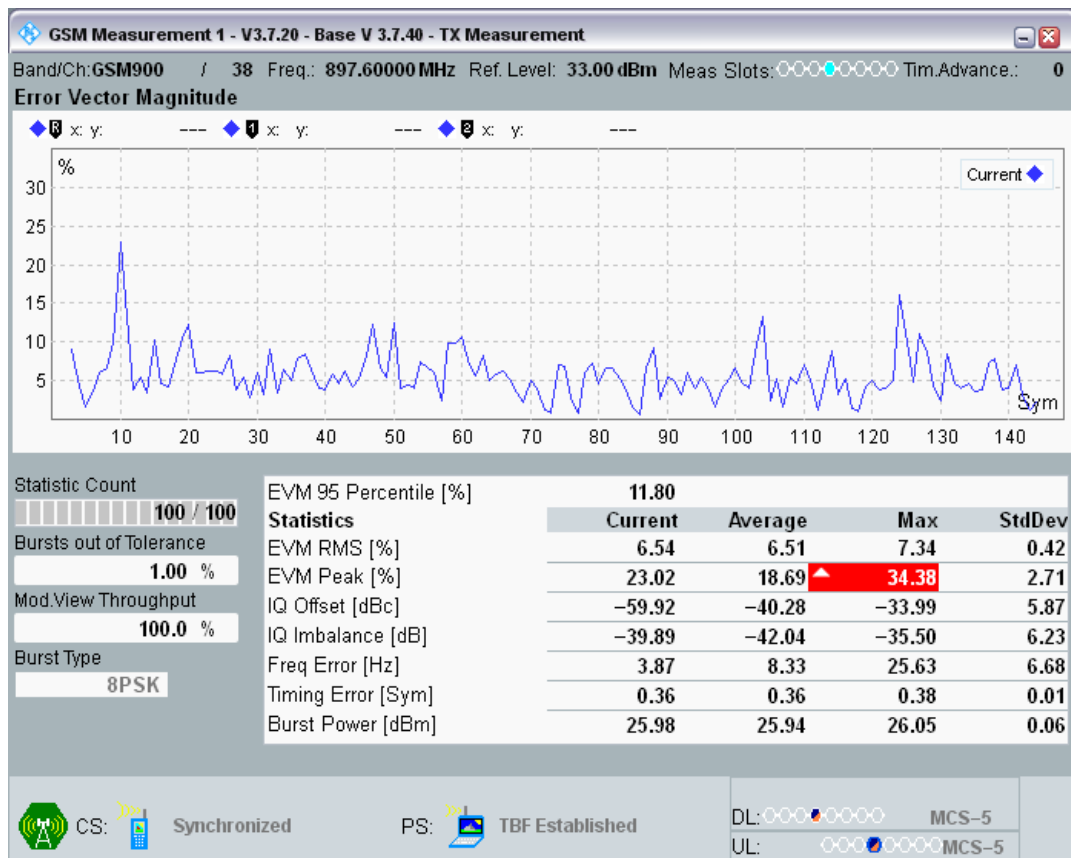 GSM Measurement 1 - V3.7.20 - Base V 3.7.40 - TX Measurement
Band/Ch:GSM900 / 38 Freq.: 897.60000 MHz Ref. Level: 33.00 dBm Meas Slots: Tim.Advance.: 0
Error Vector Magnitude
R x: y: --- 1 x: y: --- 2 x: y: ---
%
Current
30
25
20
15
10
5
Sym
10 20 30 40 50 60 70 80 90 100 110 120 130 140
Statistic Count
100 / 100
Bursts out of Tolerance
1.00 %
Mod.View Throughput
100.0 %
Burst Type
8PSK
EVM 95 Percentile [%] 11.80
Statistics Current Average Max StdDev
EVM RMS [%] 6.54 6.51 7.34 0.42
EVM Peak [%] 23.02 18.69 34.38 2.71
IQ Offset [dBc] −59.92 −40.28 −33.99 5.87
IQ Imbalance [dB] −39.89 −42.04 −35.50 6.23
Freq Error [Hz] 3.87 8.33 25.63 6.68
Timing Error [Sym] 0.36 0.36 0.38 0.01
Burst Power [dBm] 25.98 25.94 26.05 0.06
CS: Synchronized PS: TBF Established
DL: MCS−5
UL: MCS−5